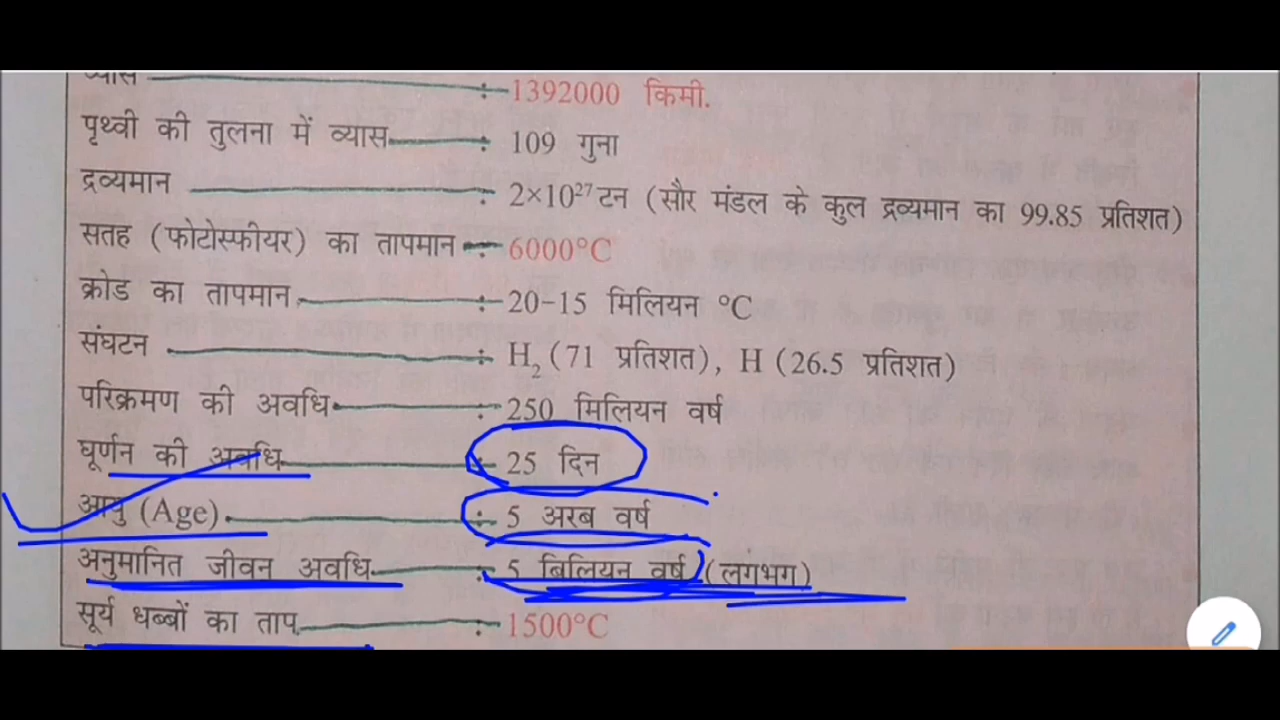 व्यास : 1392000 किमी.
पृथ्वी की तुलना में व्यास : 109 गुना
द्रव्यमान : 2×10²⁷ टन (सौर मंडल के कुल द्रव्यमान का 99.85 प्रतिशत)
सतह (फोटोस्फीयर) का तापमान : 6000°C
क्रोड का तापमान : 20-15 मिलियन °C
संघटन : H₂ (71 प्रतिशत), H (26.5 प्रतिशत)
परिक्रमण की अवधि : 250 मिलियन वर्ष
घूर्णन की अवधि : 25 दिन
आयु (Age) : 5 अरब वर्ष
अनुमानित जीवन अवधि : 5 बिलियन वर्ष (लगभग)
सूर्य धब्बों का ताप : 1500°C